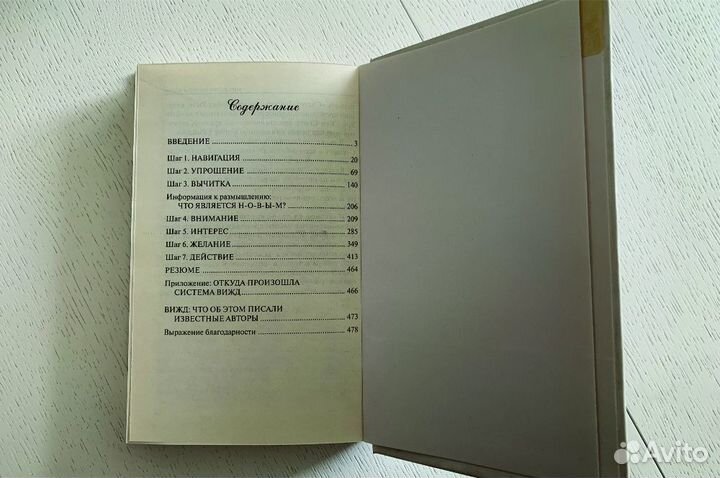 Содержание
ВВЕДЕНИЕ 3
Шаг 1. НАВИГАЦИЯ 20
Шаг 2. УПРОЩЕНИЕ 69
Шаг 3. ВЫЧИТКА 140
Информация к размышлению:
ЧТО ЯВЛЯЕТСЯ Н-О-В-Ы-М? 206
Шаг 4. ВНИМАНИЕ 209
Шаг 5. ИНТЕРЕС 285
Шаг 6. ЖЕЛАНИЕ 349
Шаг 7. ДЕЙСТВИЕ 413
РЕЗЮМЕ 464
Приложение: ОТКУДА ПРОИЗОШЛА
СИСТЕМА ВИЖД 466
ВИЖД: ЧТО ОБ ЭТОМ ПИСАЛИ
ИЗВЕСТНЫЕ АВТОРЫ 473
Выражение благодарности 478
Avito